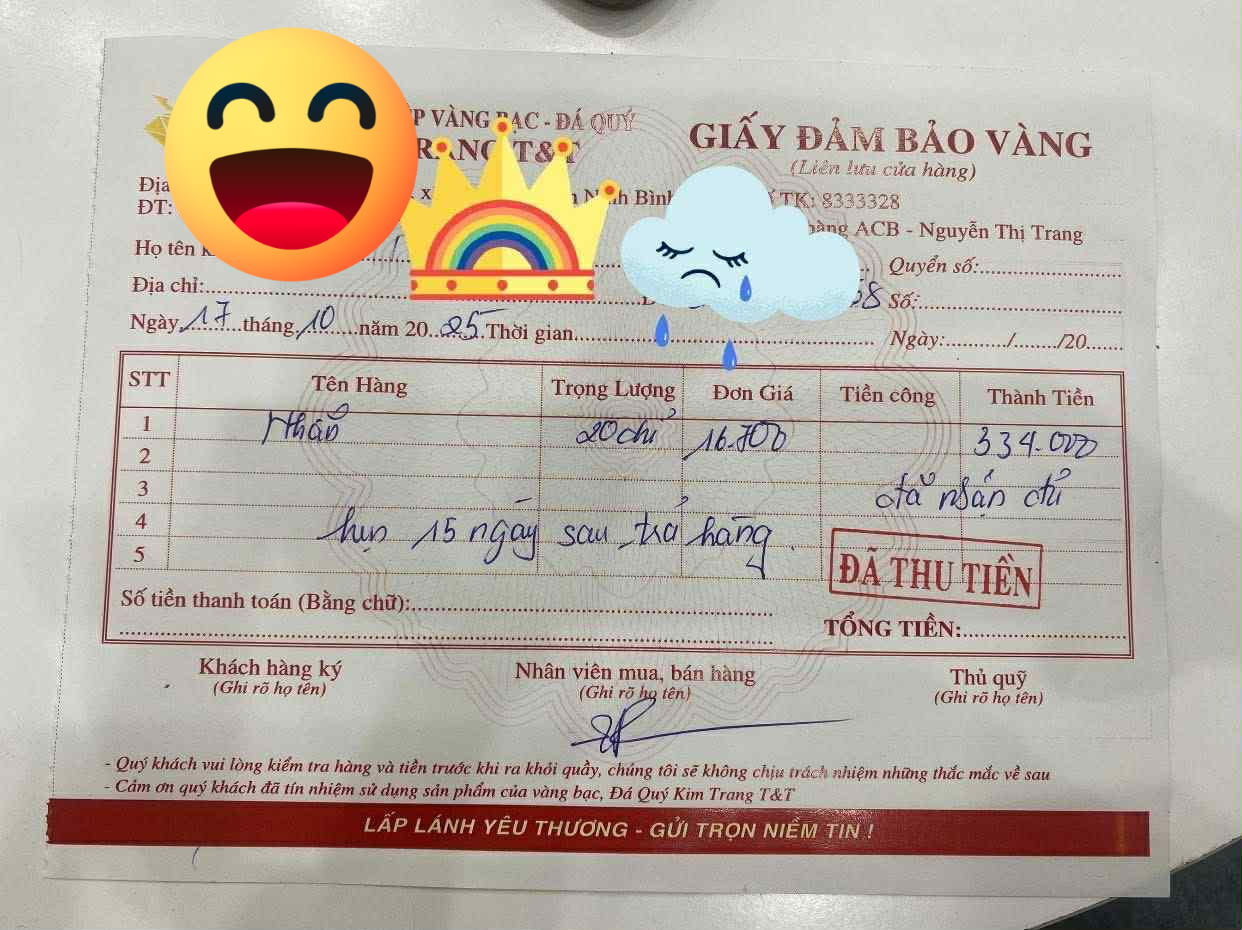 VÀNG BẠC - ĐÁ QUÝ
T&T
GIẤY ĐẢM BẢO VÀNG
(Liên lưu cửa hàng)
Địa
Ninh Bình
TK: 8333328
ĐT:
hàng ACB - Nguyễn Thị Trang
Họ tên
Quyển số:
Địa chỉ:
8 Số:
Ngày 17 tháng 10 năm 2025 Thời gian
Ngày: / /20
STT Tên Hàng Trọng Lượng Đơn Giá Tiền công Thành Tiền
1 Nhẫn 20 chỉ 16.700 334.000
2
3 đã nhận đủ
4 hẹn 15 ngày sau trả hàng.
5
ĐÃ THU TIỀN
Số tiền thanh toán (Bằng chữ):
TỔNG TIỀN:
Khách hàng ký Nhân viên mua, bán hàng Thủ quỹ
(Ghi rõ họ tên) (Ghi rõ họ tên) (Ghi rõ họ tên)
- Quý khách vui lòng kiểm tra hàng và tiền trước khi ra khỏi quầy, chúng tôi sẽ không chịu trách nhiệm những thắc mắc về sau
- Cảm ơn quý khách đã tín nhiệm sử dụng sản phẩm của vàng bạc, Đá Quý Kim Trang T&T
LẤP LÁNH YÊU THƯƠNG - GỬI TRỌN NIỀM TIN !